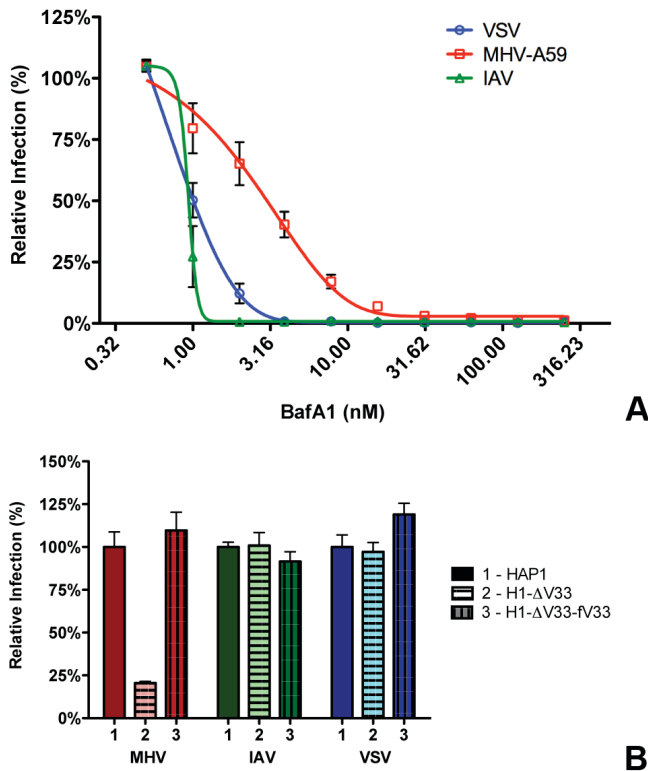 125%
VSV
MHV-A59
IAV
100%
75%
50%
25%
0%
Relative Infection (%)
0.32 1.00 3.16 10.00 31.62 100.00 316.23
BafA1 (nM)
A
150%
125%
100%
75%
50%
25%
0%
Relative Infection (%)
1 - HAP1
2 - H1-ΔV33
3 - H1-ΔV33-fV33
1 2 3 1 2 3 1 2 3
MHV IAV VSV
B